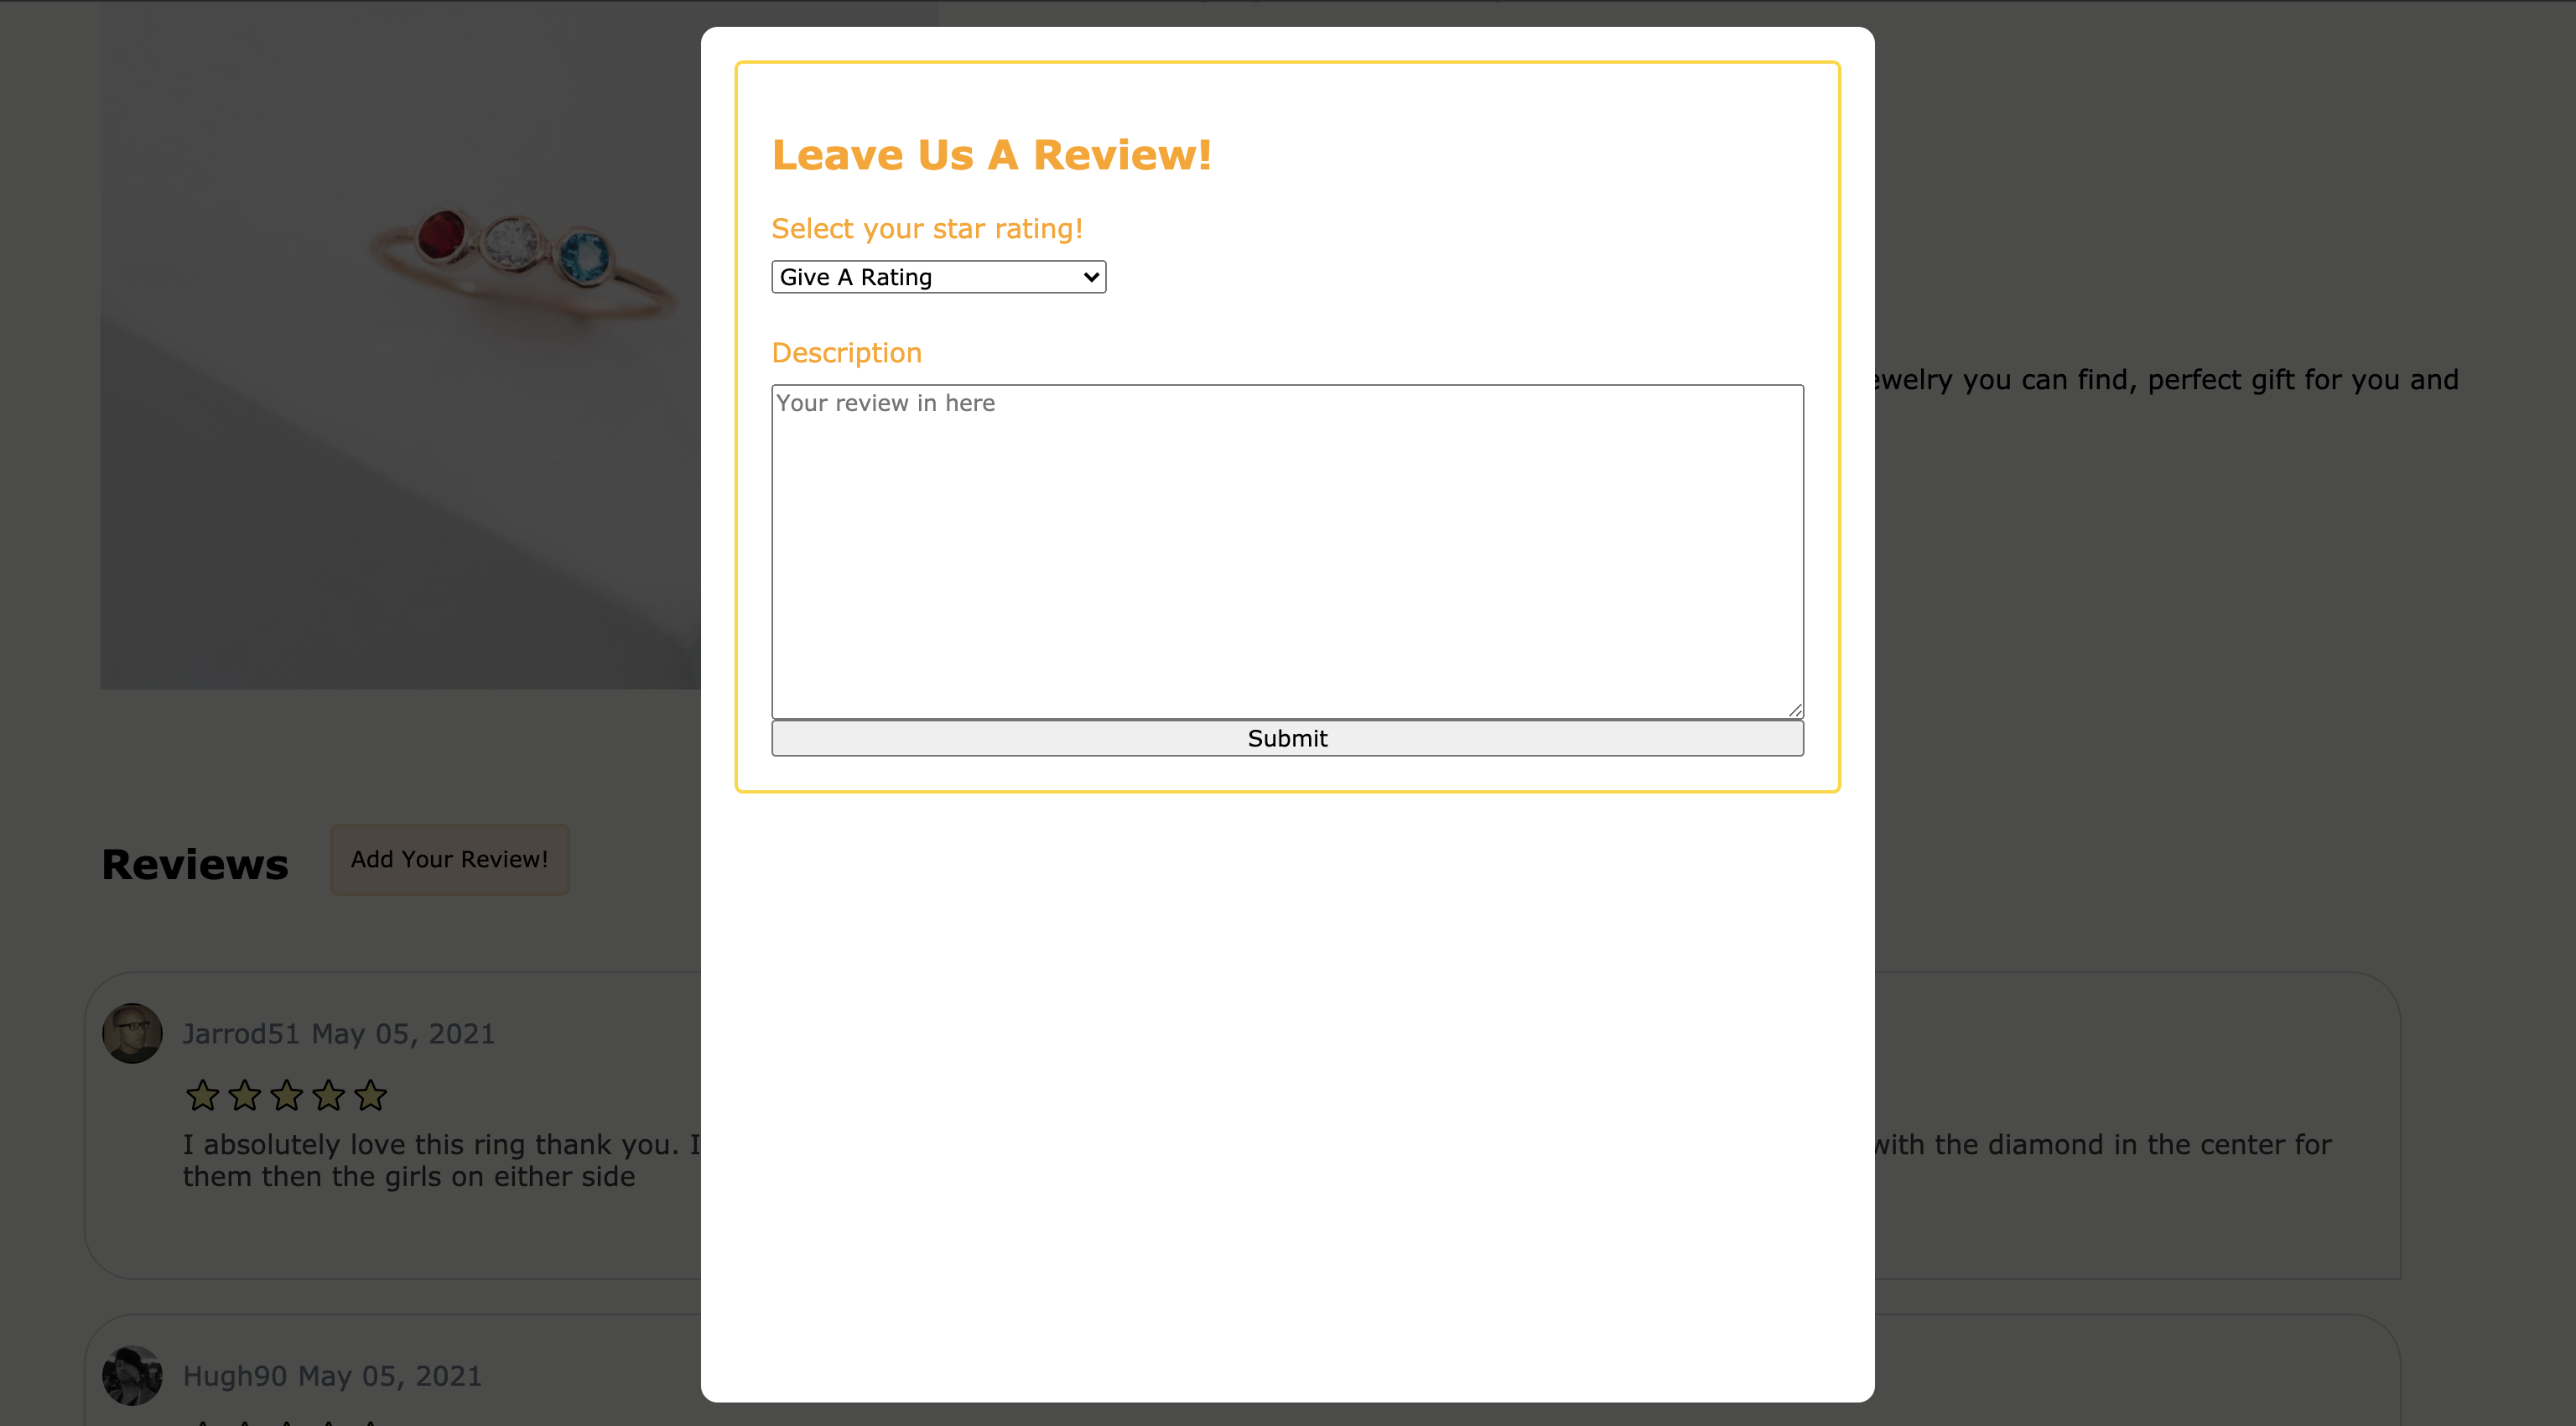 Leave Us A Review!
Select your star rating!
Give A Rating
Description
Your review in here
Submit
you can find, perfect gift for you and
Reviews
Add Your Review!
Jarrod51 May 05, 2021
I absolutely love this ring thank you. I
with the diamond in the center for
them then the girls on either side
Hugh90 May 05, 2021